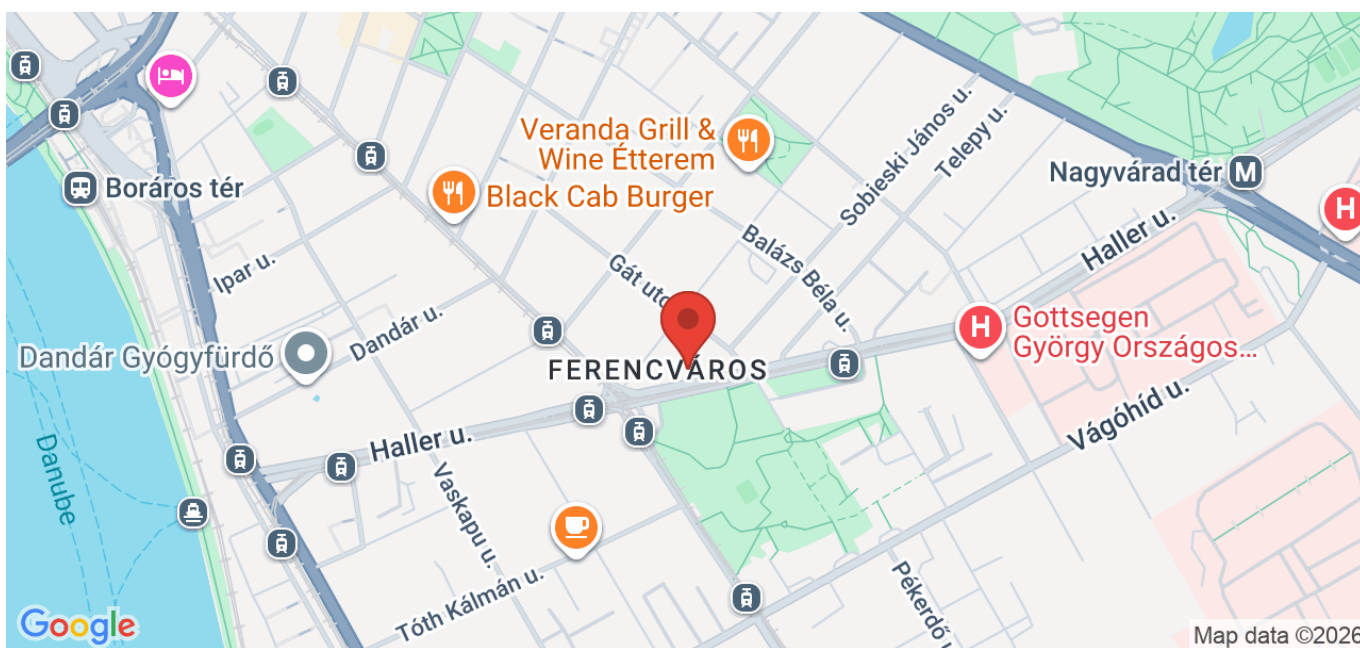 Veranda Grill &
Wine Étterem
Black Cab Burger
Sobieski János u.
Telepy u.
Nagyvárad tér
M
H
Boráros tér
Haller u.
Ipar u.
Gát utc
Balázs Béla u.
Dandár u.
Dandár Gyógyfürdő
FERENCVÁROS
H
Gottsegen
György Országos...
Vágóhíd u.
Haller u.
Vaskapu u.
Danube
Tóth Kálmán u.
Pékerdő u
Google
Map data ©2026